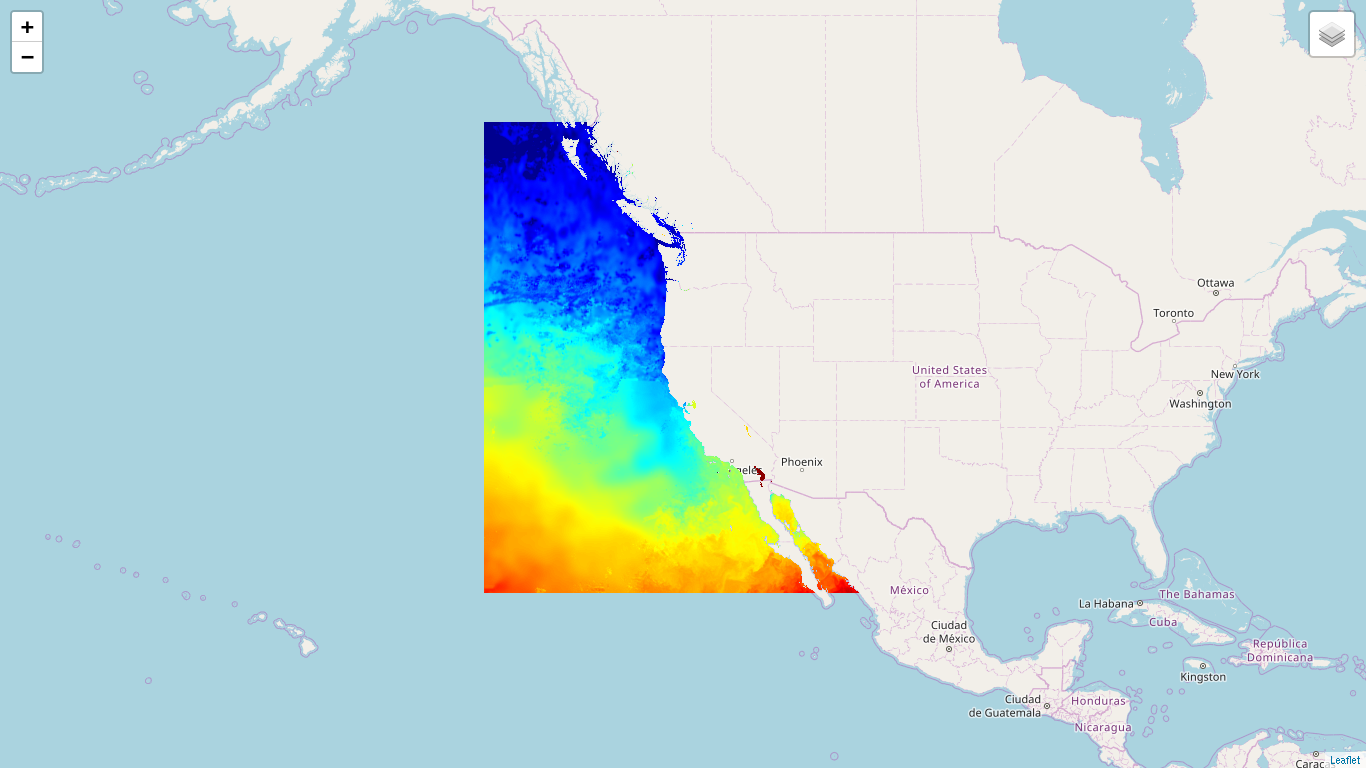 +
−
Ottawa
Toronto
United States
of America
New York
Washington
Phoenix
México
La Habana
The Bahamas
Cuba
Ciudad
de México
República
Dominicana
Kingston
Ciudad
de Guatemala
Honduras
Nicaragua
Carac
Leaflet